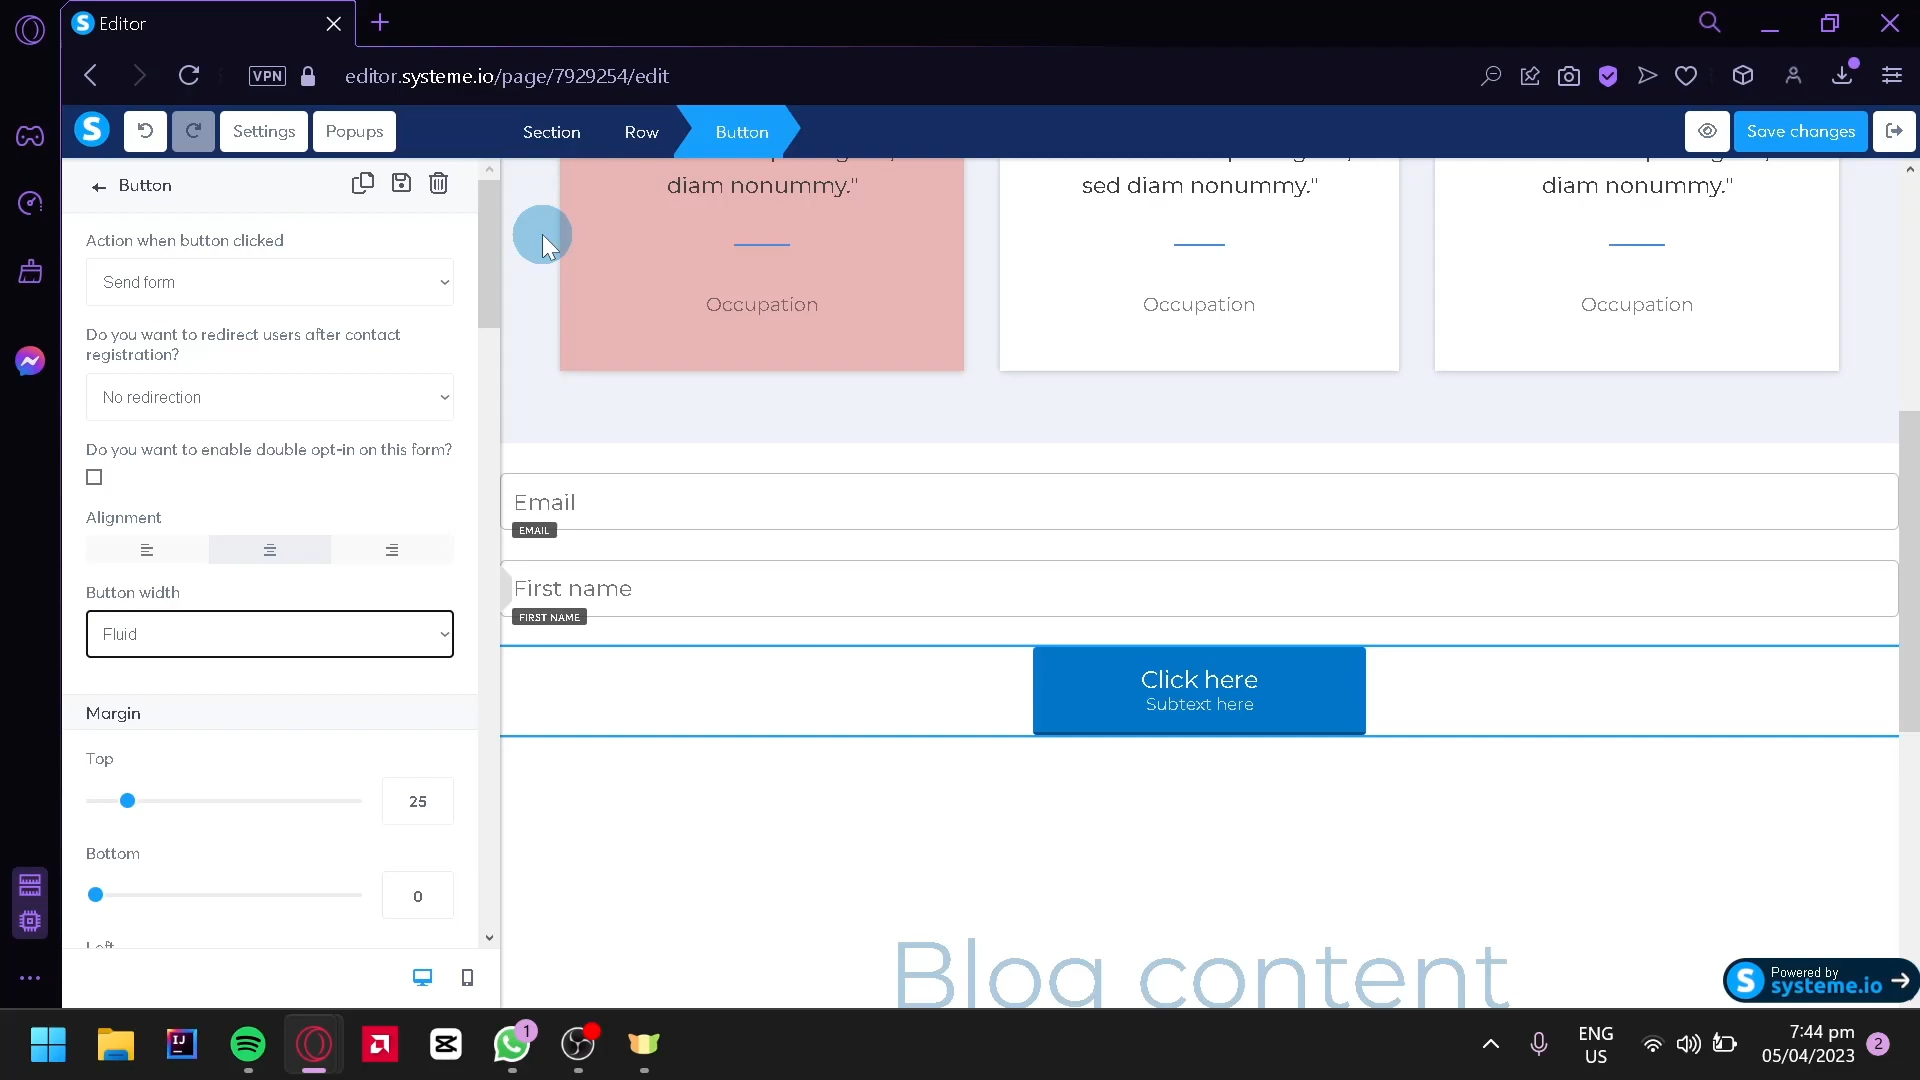 Editor
VPN
editor.systeme.io/page/7929254/edit
Settings
Popups
Section
Row
Button
Save changes
Button
Action when button clicked
Send form
Do you want to redirect users after contact
registration?
No redirection
Do you want to enable double opt-in on this form?
Alignment
Button width
Fluid
Margin
Top
25
Bottom
0
Left
diam nonummy."
sed diam nonummy."
diam nonummy."
Occupation
Occupation
Occupation
Email
EMAIL
First name
FIRST NAME
Click here
Subtext here
Blog content
Powered by
systeme.io
1
ENG
US
7:44 pm
05/04/2023
2